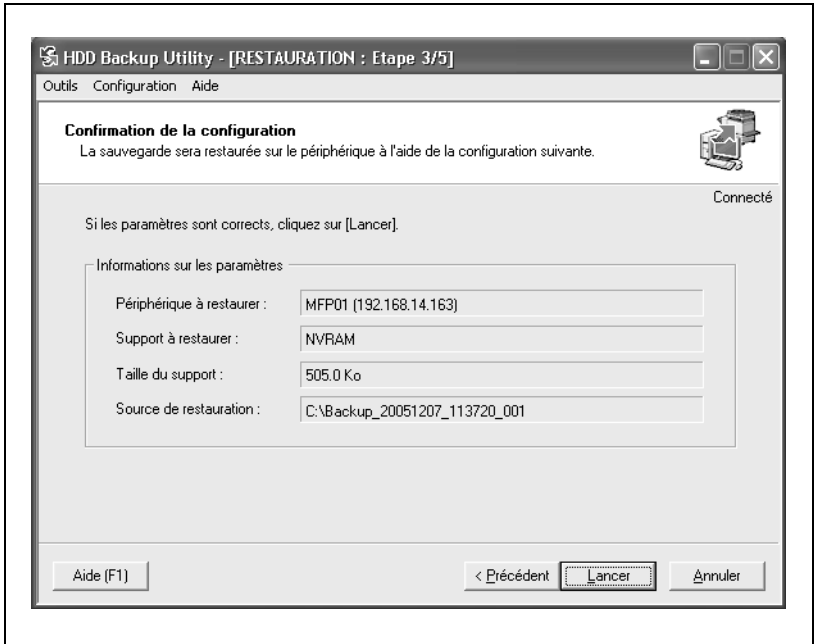 HDD Backup Utility - [RESTAURATION : Etape 3/5]
Outils Configuration Aide
Confirmation de la configuration
La sauvegarde sera restaurée sur le périphérique à l'aide de la configuration suivante.
Connecté
Si les paramètres sont corrects, cliquez sur [Lancer].
Informations sur les paramètres
Périphérique à restaurer : MFP01 (192.168.14.163)
Support à restaurer : NVRAM
Taille du support : 505.0 Ko
Source de restauration : C:\Backup_20051207_113720_001
Aide (F1) < Précédent Lancer Annuler